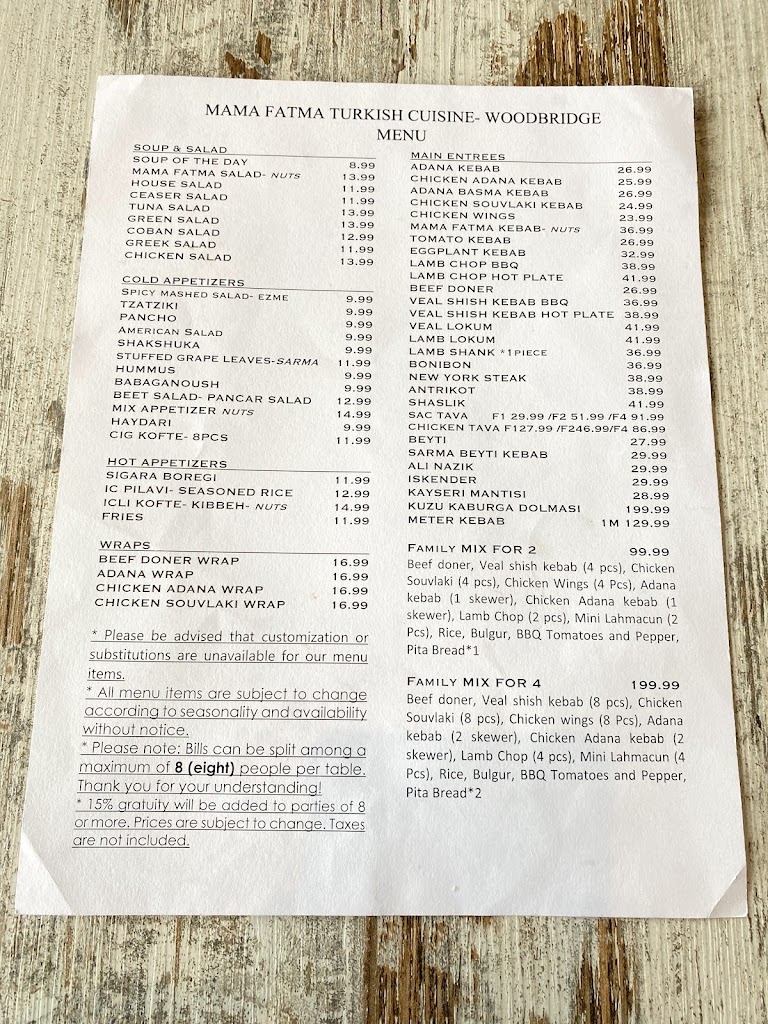 MAMA FATMA TURKISH CUISINE- WOODBRIDGE
MENU
SOUP & SALAD
SOUP OF THE DAY 8.99
MAMA FATMA SALAD- NUTS 13.99
HOUSE SALAD 11.99
CEASER SALAD 11.99
TUNA SALAD 13.99
GREEN SALAD 13.99
COBAN SALAD 12.99
GREEK SALAD 11.99
CHICKEN SALAD 13.99
COLD APPETIZERS
SPICY MASHED SALAD- EZME 9.99
TZATZIKI 9.99
PANCHO 9.99
AMERICAN SALAD 9.99
SHAKSHUKA 9.99
STUFFED GRAPE LEAVES-SARMA 11.99
HUMMUS 9.99
BABAGANOUSH 9.99
BEET SALAD- PANCAR SALAD 12.99
MIX APPETIZER NUTS 14.99
HAYDARI 9.99
CIG KOFTE- 8PCS 11.99
HOT APPETIZERS
SIGARA BOREGI 11.99
IC PILAVI- SEASONED RICE 12.99
ICLI KOFTE- KIBBEH- NUTS 14.99
FRIES 11.99
WRAPS
BEEF DONER WRAP 16.99
ADANA WRAP 16.99
CHICKEN ADANA WRAP 16.99
CHICKEN SOUVLAKI WRAP 16.99
* Please be advised that customization or
substitutions are unavailable for our menu
items.
* All menu items are subject to change
according to seasonality and availability
without notice.
* Please note: Bills can be split among a
maximum of 8 (eight) people per table.
Thank you for your understanding!
* 15% gratuity will be added to parties of 8
or more. Prices are subject to change. Taxes
are not included.
MAIN ENTREES
ADANA KEBAB 26.99
CHICKEN ADANA KEBAB 25.99
ADANA BASMA KEBAB 26.99
CHICKEN SOUVLAKI KEBAB 24.99
CHICKEN WINGS 23.99
MAMA FATMA KEBAB- NUTS 36.99
TOMATO KEBAB 26.99
EGGPLANT KEBAB 32.99
LAMB CHOP BBQ 38.99
LAMB CHOP HOT PLATE 41.99
BEEF DONER 26.99
VEAL SHISH KEBAB BBQ 36.99
VEAL SHISH KEBAB HOT PLATE 38.99
VEAL LOKUM 41.99
LAMB LOKUM 41.99
LAMB SHANK *1PIECE 36.99
BONIBON 36.99
NEW YORK STEAK 38.99
ANTRIKOT 38.99
SHASLIK 41.99
SAC TAVA F1 29.99 /F2 51.99 /F4 91.99
CHICKEN TAVA F127.99 /F246.99/F4 86.99
BEYTI 27.99
SARMA BEYTI KEBAB 29.99
ALI NAZIK 29.99
ISKENDER 29.99
KAYSERI MANTISI 28.99
KUZU KABURGA DOLMASI 199.99
METER KEBAB 1M 129.99
FAMILY MIX FOR 2 99.99
Beef doner, Veal shish kebab (4 pcs), Chicken
Souvlaki (4 pcs), Chicken Wings (4 Pcs), Adana
kebab (1 skewer), Chicken Adana kebab (1
skewer), Lamb Chop (2 pcs), Mini Lahmacun (2
Pcs), Rice, Bulgur, BBQ Tomatoes and Pepper,
Pita Bread*1
FAMILY MIX FOR 4 199.99
Beef doner, Veal shish kebab (8 pcs), Chicken
Souvlaki (8 pcs), Chicken wings (8 Pcs), Adana
kebab (2 skewer), Chicken Adana kebab (2
skewer), Lamb Chop (4 pcs), Mini Lahmacun (4
Pcs), Rice, Bulgur, BBQ Tomatoes and Pepper,
Pita Bread*2